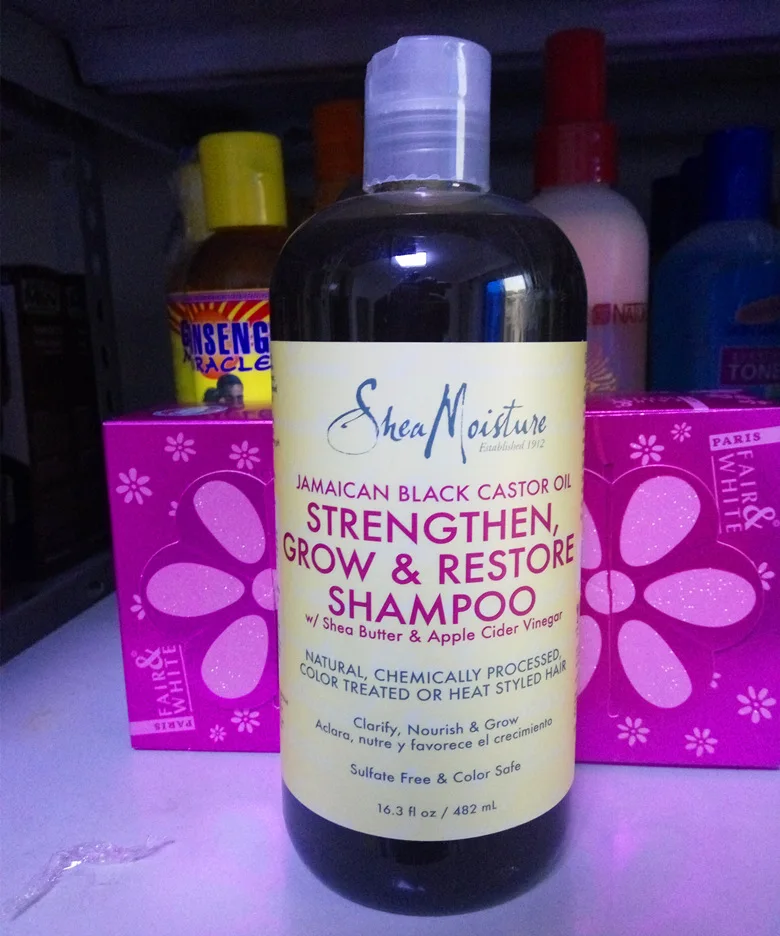 SheaMoisture
Established 1912
JAMAICAN BLACK CASTOR OIL
STRENGTHEN,
GROW & RESTORE
SHAMPOO
w/ Shea Butter & Apple Cider Vinegar
NATURAL, CHEMICALLY PROCESSED,
COLOR TREATED OR HEAT STYLED HAIR
Clarify, Nourish & Grow
Aclara, nutre y favorece el crecimiento
Sulfate Free & Color Safe
16.3 fl oz / 482 mL
GINSENG
MIRACLE
FAIR&
WHITE
PARIS
PARIS
FAIR&
WHITE